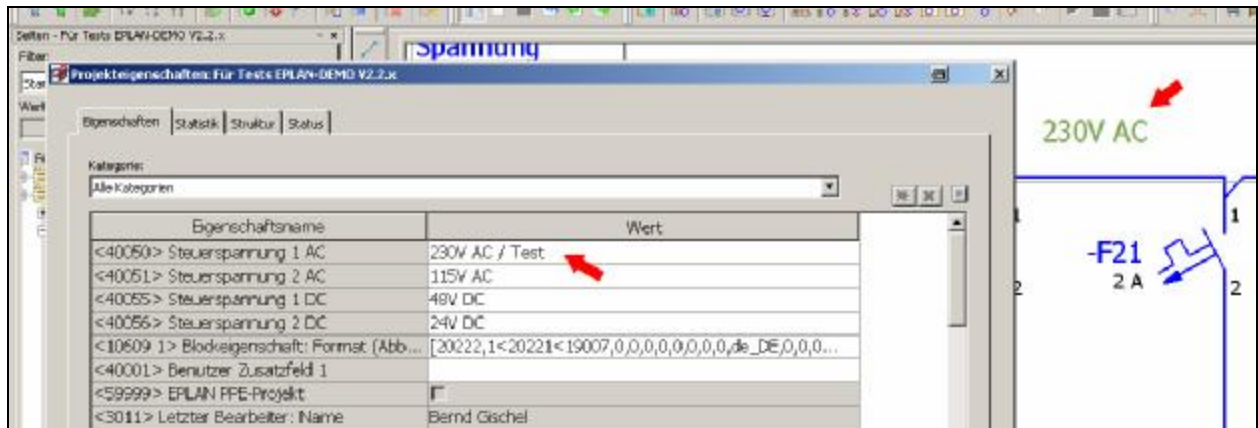 Seiten - Für Tests EPLAN-DEMO V2.2.x
Filter:
Spannung
Projekteigenschaften: Für Tests EPLAN-DEMO V2.2.x
Eigenschaften Statistik Struktur Status
230V AC
Kategorie:
Alle Kategorien
Eigenschaftsname Wert
<40050> Steuerspannung 1 AC 230V AC / Test
<40051> Steuerspannung 2 AC 115V AC
<40055> Steuerspannung 1 DC 48V DC
<40056> Steuerspannung 2 DC 24V DC
<10609 1> Blockeigenschaft: Format (Abb... [20222,1<20221<19007,0,0,0,0,0,0,0,0,de_DE,0,0,0...
<40001> Benutzer Zusatzfeld 1
<59999> EPLAN PPE-Projekt
<3011> Letzter Bearbeiter: Name Bernd Gischel
1
-F21
2 A
2
2